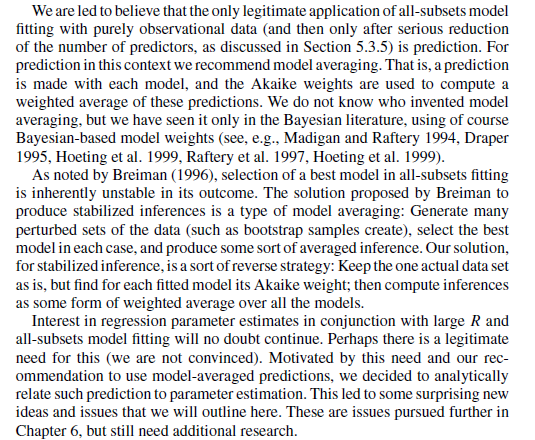 We are led to believe that the only legitimate application of all-subsets model
fitting with purely observational data (and then only after serious reduction
of the number of predictors, as discussed in Section 5.3.5) is prediction. For
prediction in this context we recommend model averaging. That is, a prediction
is made with each model, and the Akaike weights are used to compute a
weighted average of these predictions. We do not know who invented model
averaging, but we have seen it only in the Bayesian literature, using of course
Bayesian-based model weights (see, e.g., Madigan and Raftery 1994, Draper
1995, Hoeting et al. 1999, Raftery et al. 1997, Hoeting et al. 1999).
As noted by Breiman (1996), selection of a best model in all-subsets fitting
is inherently unstable in its outcome. The solution proposed by Breiman to
produce stabilized inferences is a type of model averaging: Generate many
perturbed sets of the data (such as bootstrap samples create), select the best
model in each case, and produce some sort of averaged inference. Our solution,
for stabilized inference, is a sort of reverse strategy: Keep the one actual data set
as is, but find for each fitted model its Akaike weight; then compute inferences
as some form of weighted average over all the models.
Interest in regression parameter estimates in conjunction with large R and
all-subsets model fitting will no doubt continue. Perhaps there is a legitimate
need for this (we are not convinced). Motivated by this need and our rec-
ommendation to use model-averaged predictions, we decided to analytically
relate such prediction to parameter estimation. This led to some surprising new
ideas and issues that we will outline here. These are issues pursued further in
Chapter 6, but still need additional research.